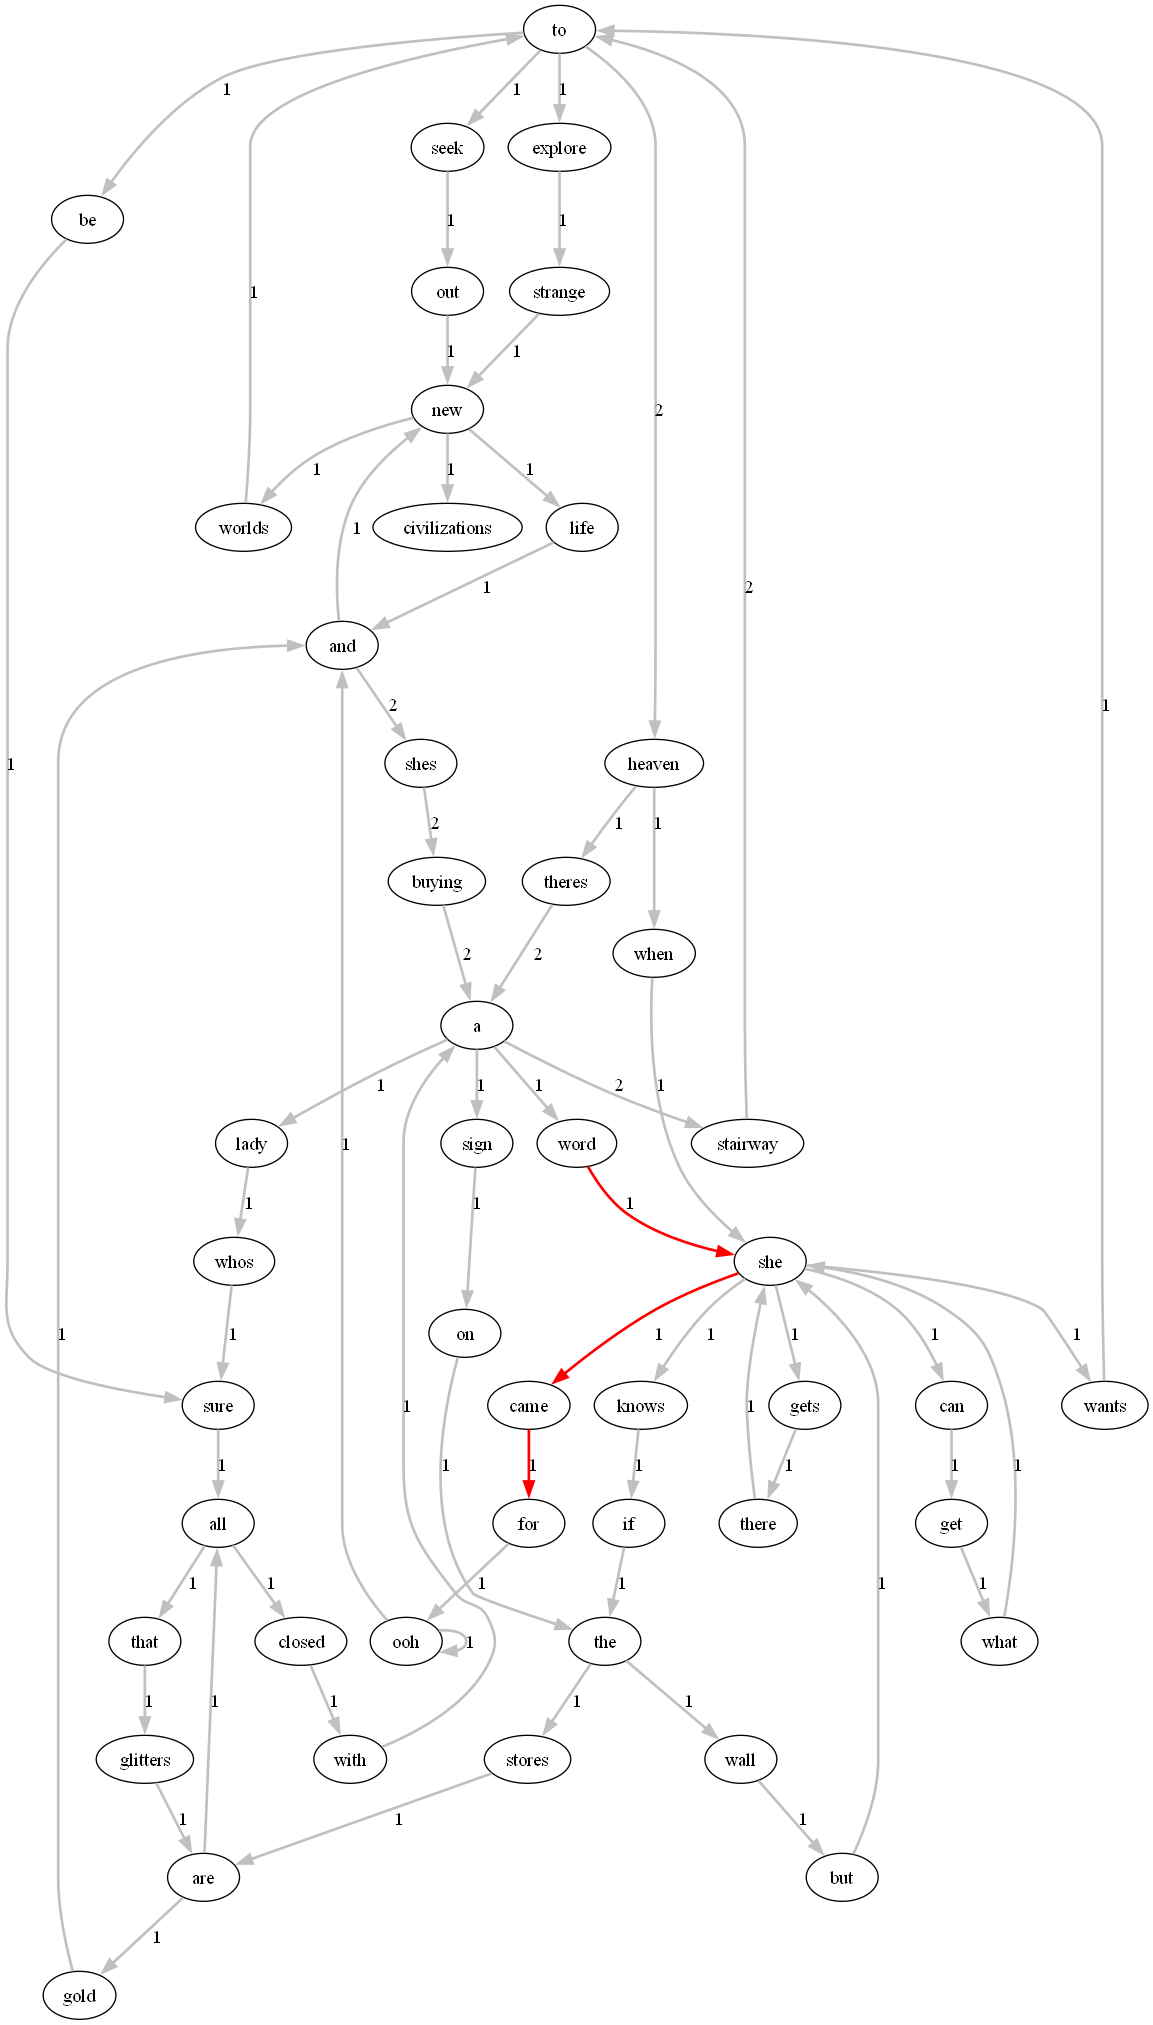 to
1
1
1
seek
explore
be
1
1
1
out
strange
1
2
1
1
new
1
1
1
worlds
civilizations
life
1
1
2
and
2
1
shes
heaven
1
2
1
1
buying
theres
when
2
2
a
1
1
1
2
1
lady
sign
word
stairway
1
1
1
1
whos
she
1
on
1
1
1
1
1
1
sure
came
knows
gets
can
wants
1
1
1
1
1
1
1
1
1
all
for
if
there
get
1
1
1
1
1
1
that
closed
ooh
1
the
what
1
1
1
1
1
glitters
with
stores
wall
1
1
1
are
but
1
gold